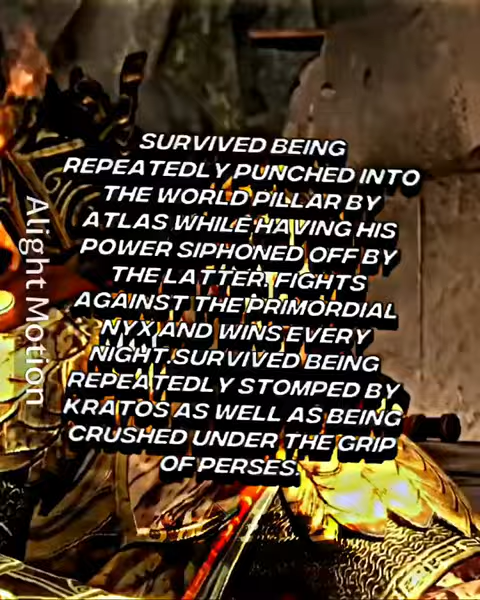 SURVIVED BEING
REPEATEDLY PUNCHED INTO
THE WORLD PILLAR BY
ATLAS WHILE HAVING HIS
POWER SIPHONED OFF BY
THE LATTER. FIGHTS
AGAINST THE PRIMORDIAL
NYX AND WINS EVERY
NIGHT.SURVIVED BEING
REPEATEDLY STOMPED BY
KRATOS AS WELL AS BEING
CRUSHED UNDER THE GRIP
OF PERSES.
Alight Motion